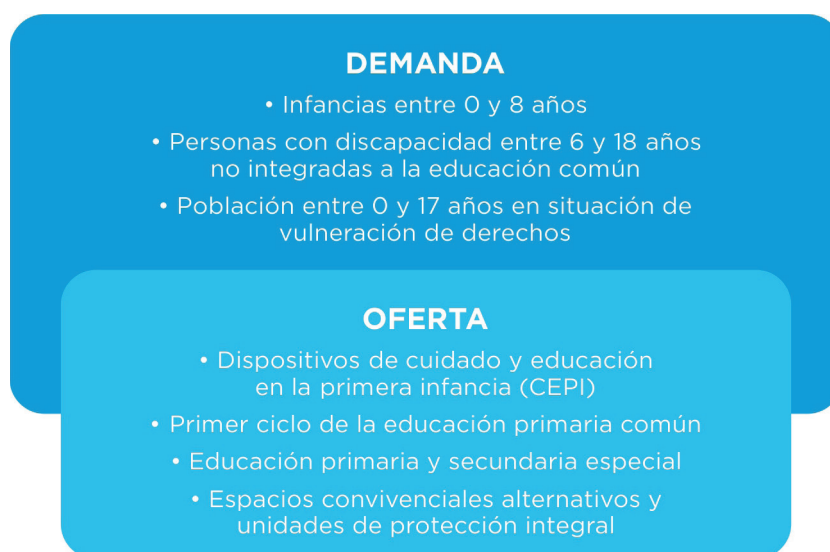 DEMANDA
• Infancias entre 0 y 8 años
• Personas con discapacidad entre 6 y 18 años
no integradas a la educación común
• Población entre 0 y 17 años en situación de
vulneración de derechos
OFERTA
• Dispositivos de cuidado y educación
en la primera infancia (CEPI)
• Primer ciclo de la educación primaria común
• Educación primaria y secundaria especial
• Espacios convivenciales alternativos y
unidades de protección integral